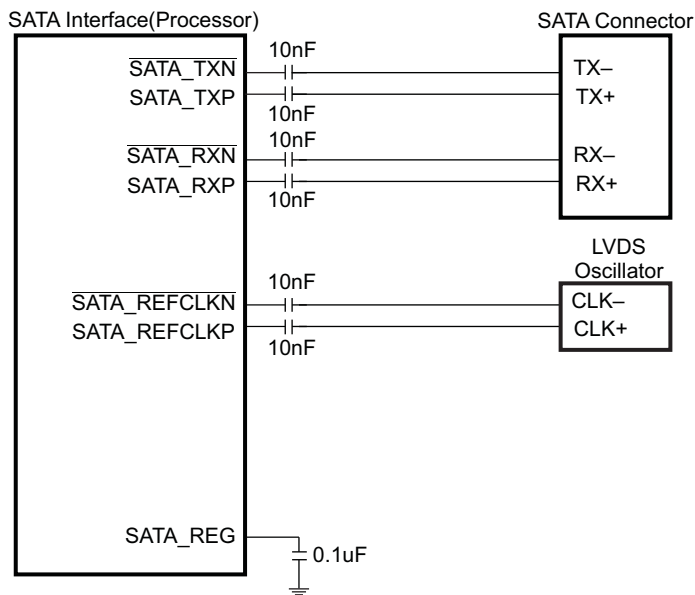 SATA Interface(Processor)
SATA Connector
10nF
SATA_TXN
TX–
SATA_TXP
TX+
10nF
10nF
SATA_RXN
RX–
SATA_RXP
RX+
10nF
LVDS
Oscillator
10nF
SATA_REFCLKN
CLK–
SATA_REFCLKP
CLK+
10nF
SATA_REG
0.1uF